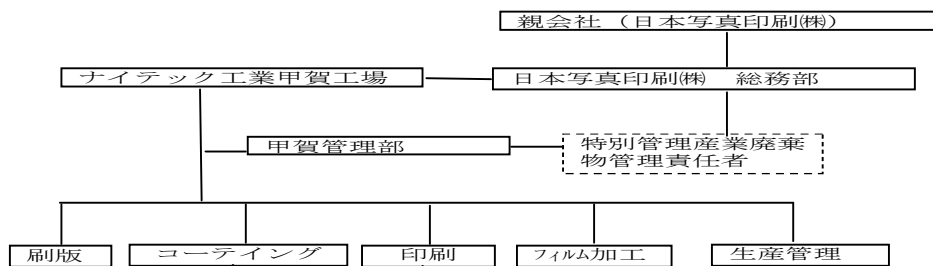 親会社（日本写真印刷㈱）
ナイテック工業甲賀工場
日本写真印刷㈱　総務部
甲賀管理部
特別管理産業廃棄
物管理責任者
刷版
コーテイング
印刷
フィルム加工
生産管理